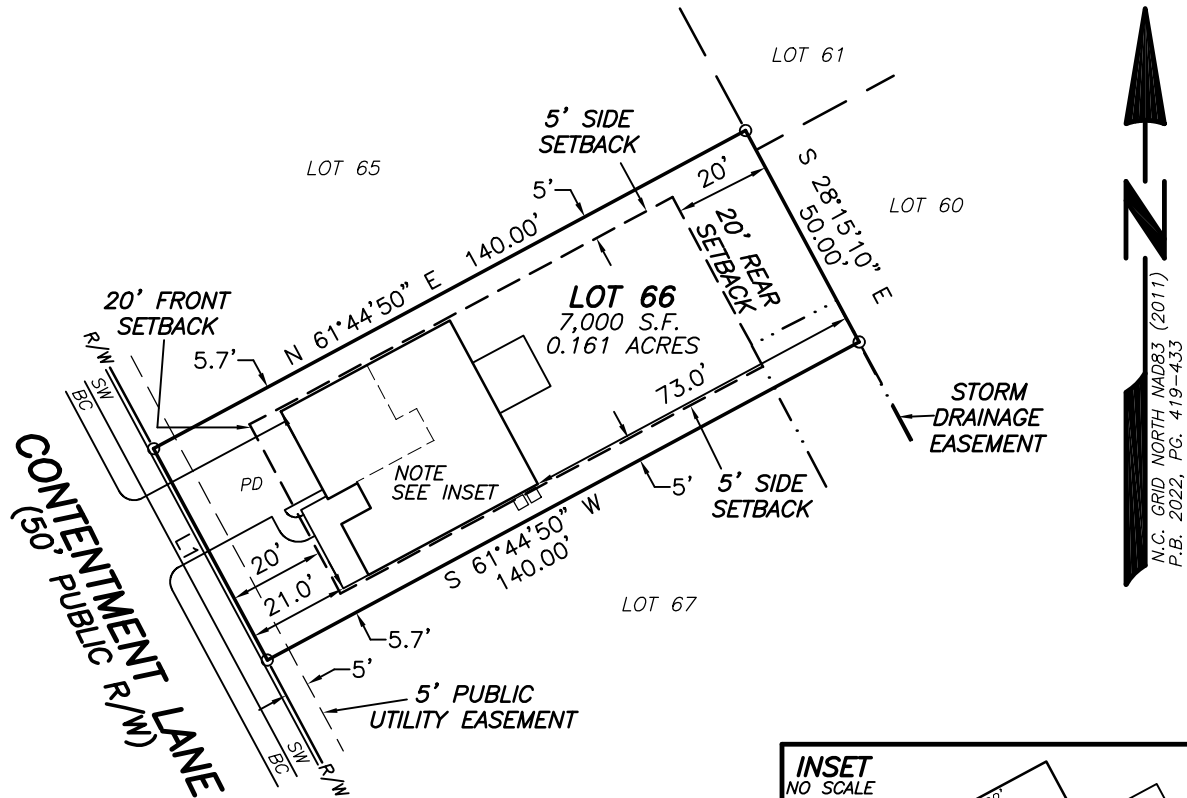 LOT 61
5' SIDE
SETBACK
LOT 65
5'
20'
S 28°15'10" E
50.00'
LOT 60
N 61°44'50" E 140.00'
20' REAR
SETBACK
20' FRONT
SETBACK
LOT 66
7,000 S.F.
0.161 ACRES
R/W
SW
BC
5.7'
73.0'
STORM
DRAINAGE
EASEMENT
N.C. GRID NORTH NAD83 (2011)
P.B. 2022, PG. 419-433
N
PD
NOTE
SEE INSET
5'
5' SIDE
SETBACK
L1
20'
21.0'
S 61°44'50" W
140.00'
LOT 67
5.7'
5'
5' PUBLIC
UTILITY EASEMENT
CONTENTMENT LANE
(50' PUBLIC R/W)
BC
SW
R/W
INSET
NO SCALE